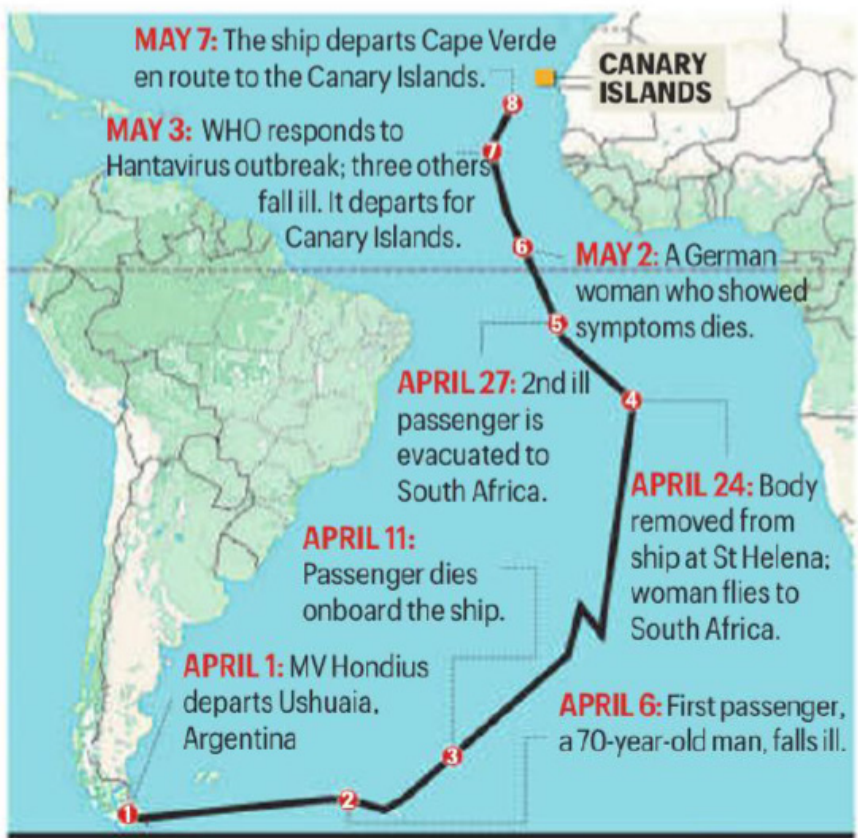 MAY 7: The ship departs Cape Verde
en route to the Canary Islands.
CANARY
ISLANDS
8
MAY 3: WHO responds to
Hantavirus outbreak; three others
fall ill. It departs for
Canary Islands.
7
6
MAY 2: A German
woman who showed
symptoms dies.
5
APRIL 27: 2nd ill
passenger is
evacuated to
South Africa.
4
APRIL 24: Body
removed from
ship at St Helena;
woman flies to
South Africa.
APRIL 11:
Passenger dies
onboard the ship.
APRIL 1: MV Hondius
departs Ushuaia,
Argentina
APRIL 6: First passenger,
a 70-year-old man, falls ill.
3
2
1